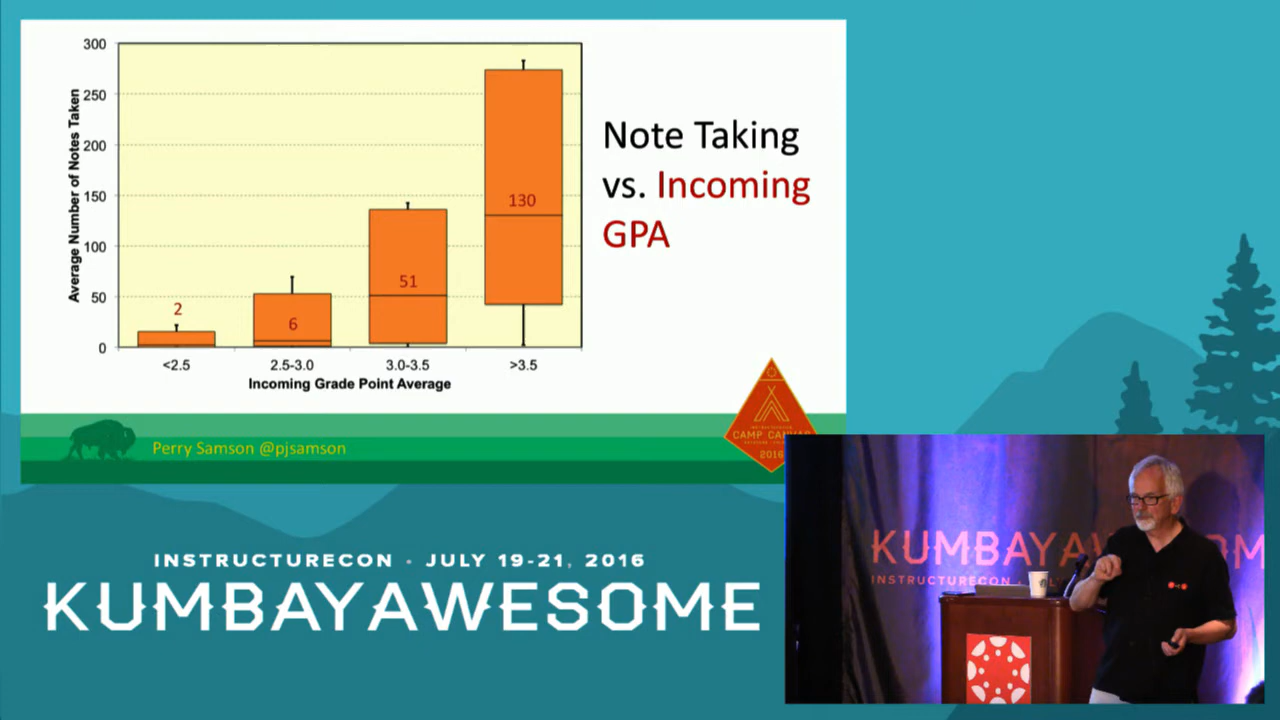 300
250
200
150
100
50
0
Average Number of Notes Taken
2
6
51
130
<2.5
2.5-3.0
3.0-3.5
>3.5
Incoming Grade Point Average
Note Taking
vs. Incoming
GPA
Perry Samson @pjsamson
CAMP CANVAS
2016
INSTRUCTURECON • JULY 19-21, 2016
KUMBAYAWESOME
KUMBAYAW
INSTRUCTURECON